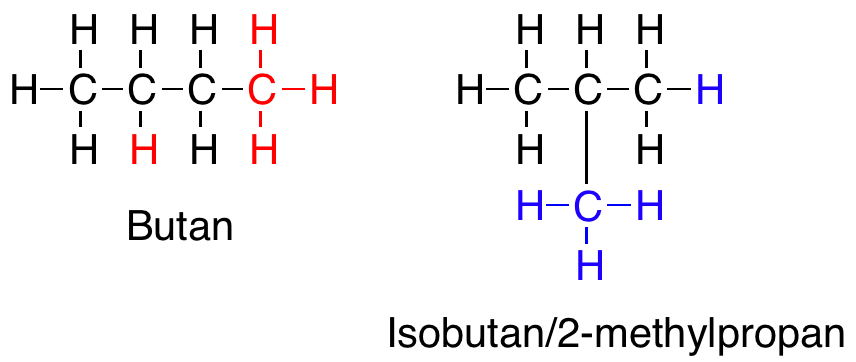 H H H H H H H
H–C–C–C–C–H H–C–C–C–H
H H H H H H
H–C–H
Butan
H
Isobutan/2-methylpropan